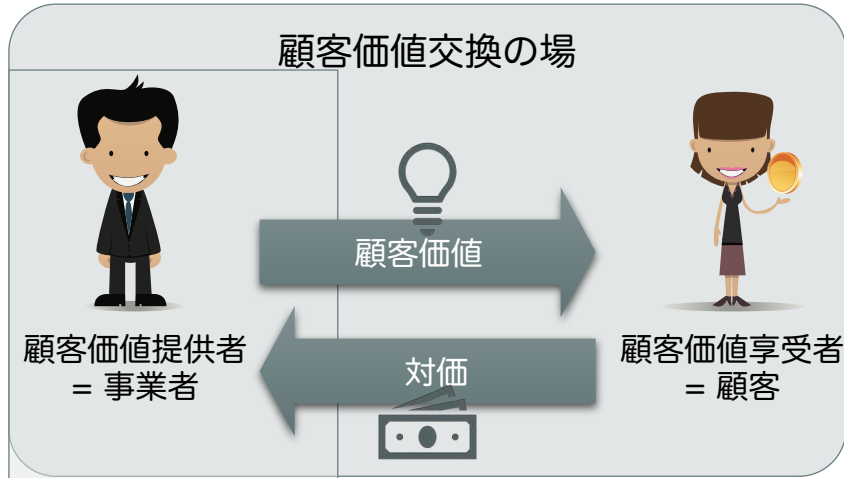 顧客価値交換の場
顧客価値
顧客価値提供者
= 事業者
対価
顧客価値享受者
= 顧客